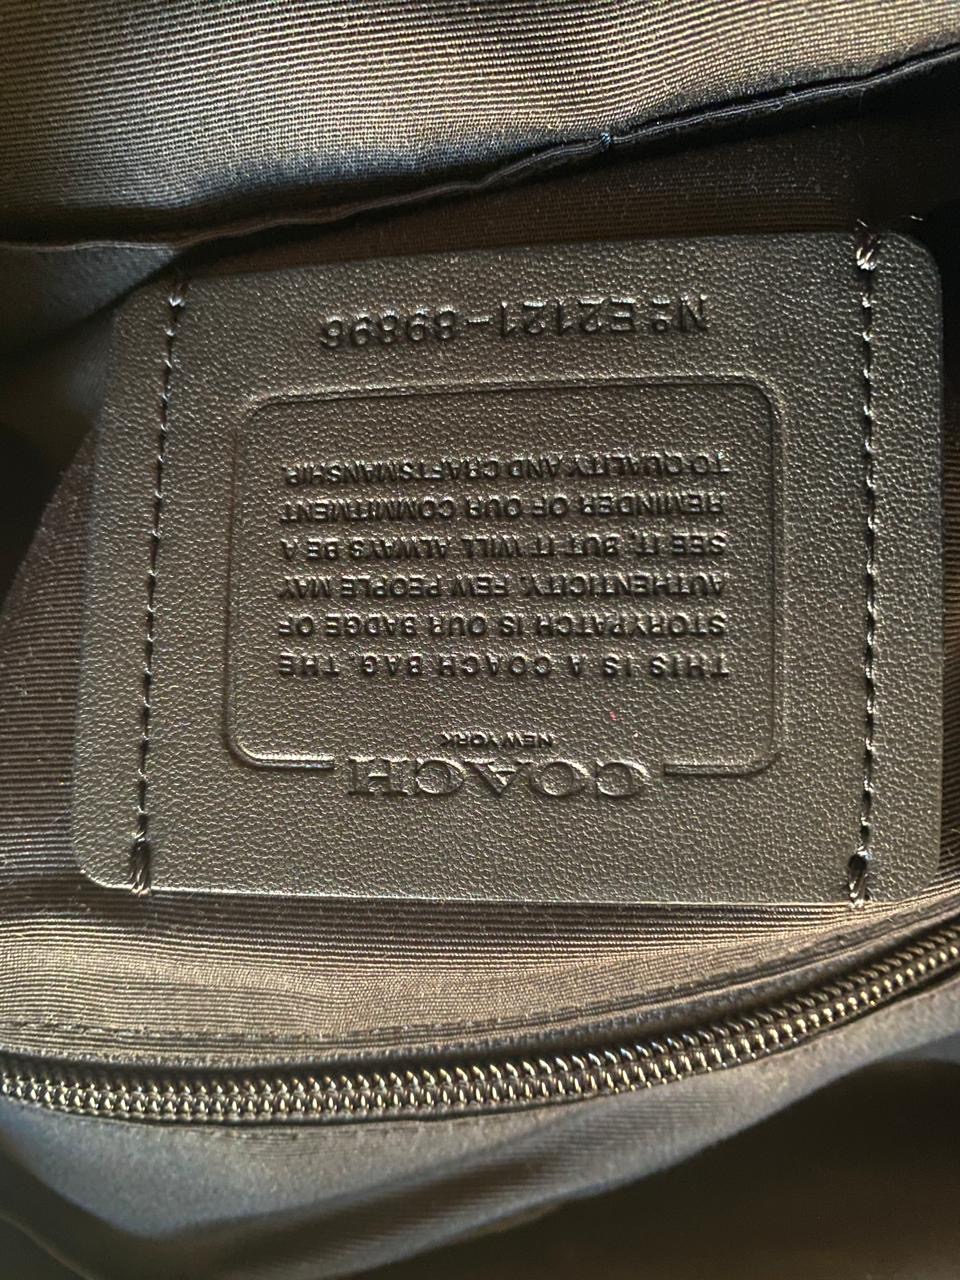 COACH
NEW YORK
THIS IS A COACH BAG. THE
STORYPATCH IS OUR BADGE OF
AUTHENTICITY. FEW PEOPLE MAY
SEE IT, BUT IT WILL ALWAYS BE A
REMINDER OF OUR COMMITMENT
TO QUALITY AND CRAFTSMANSHIP.
Nº E2121-89896